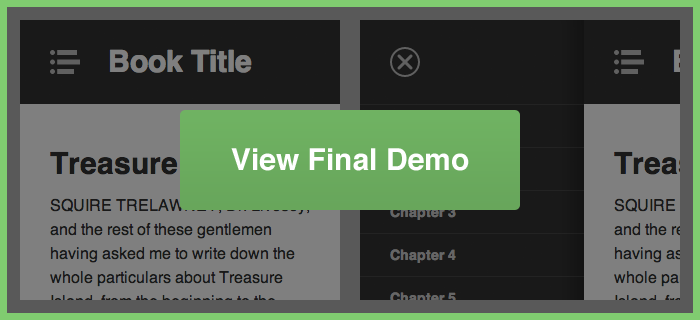 Book Title
Treasure
SQUIRE TRELAW
and the rest of these gentlemen
having asked me to write down the
whole particulars about Treasure
Island, from the beginning to the
View Final Demo
Chapter 3
Chapter 4
Chapter 5
B
Treas
SQUIRE
and the re
having as
whole pa
Island, fro